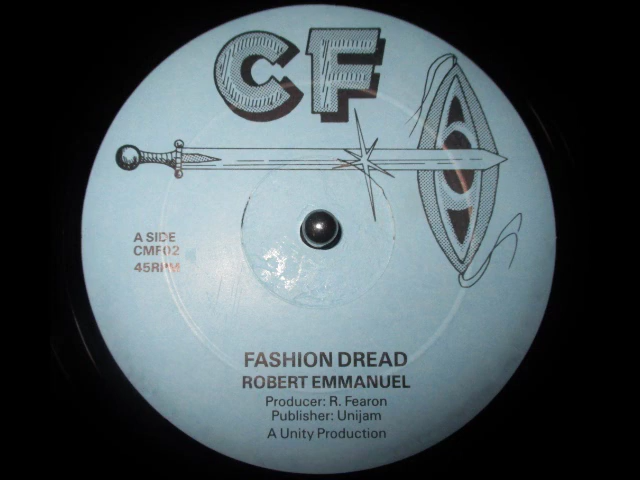 CF
A SIDE
CMF02
45RPM
FASHION DREAD
ROBERT EMMANUEL
Producer: R. Fearon
Publisher: Unijam
A Unity Production